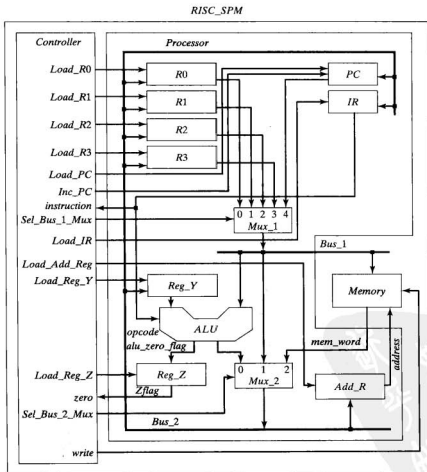 RISC_SPM
Controller
Processor
Load_R0
R0
PC
Load_R1
R1
IR
Load_R2
R2
Load_R3
R3
Load_PC
Inc_PC
instruction
0 1 2 3 4
Sel_Bus_1_Mux
Mux_1
Load_IR
Bus_1
Load_Add_Reg
Load_Reg_Y
Reg_Y
Memory
opcode
ALU
alu_zero_flag
mem_word
address
Load_Reg_Z
Reg_Z
0 1 2
Mux_2
Add_R
Zflag
zero
Sel_Bus_2_Mux
Bus_2
write